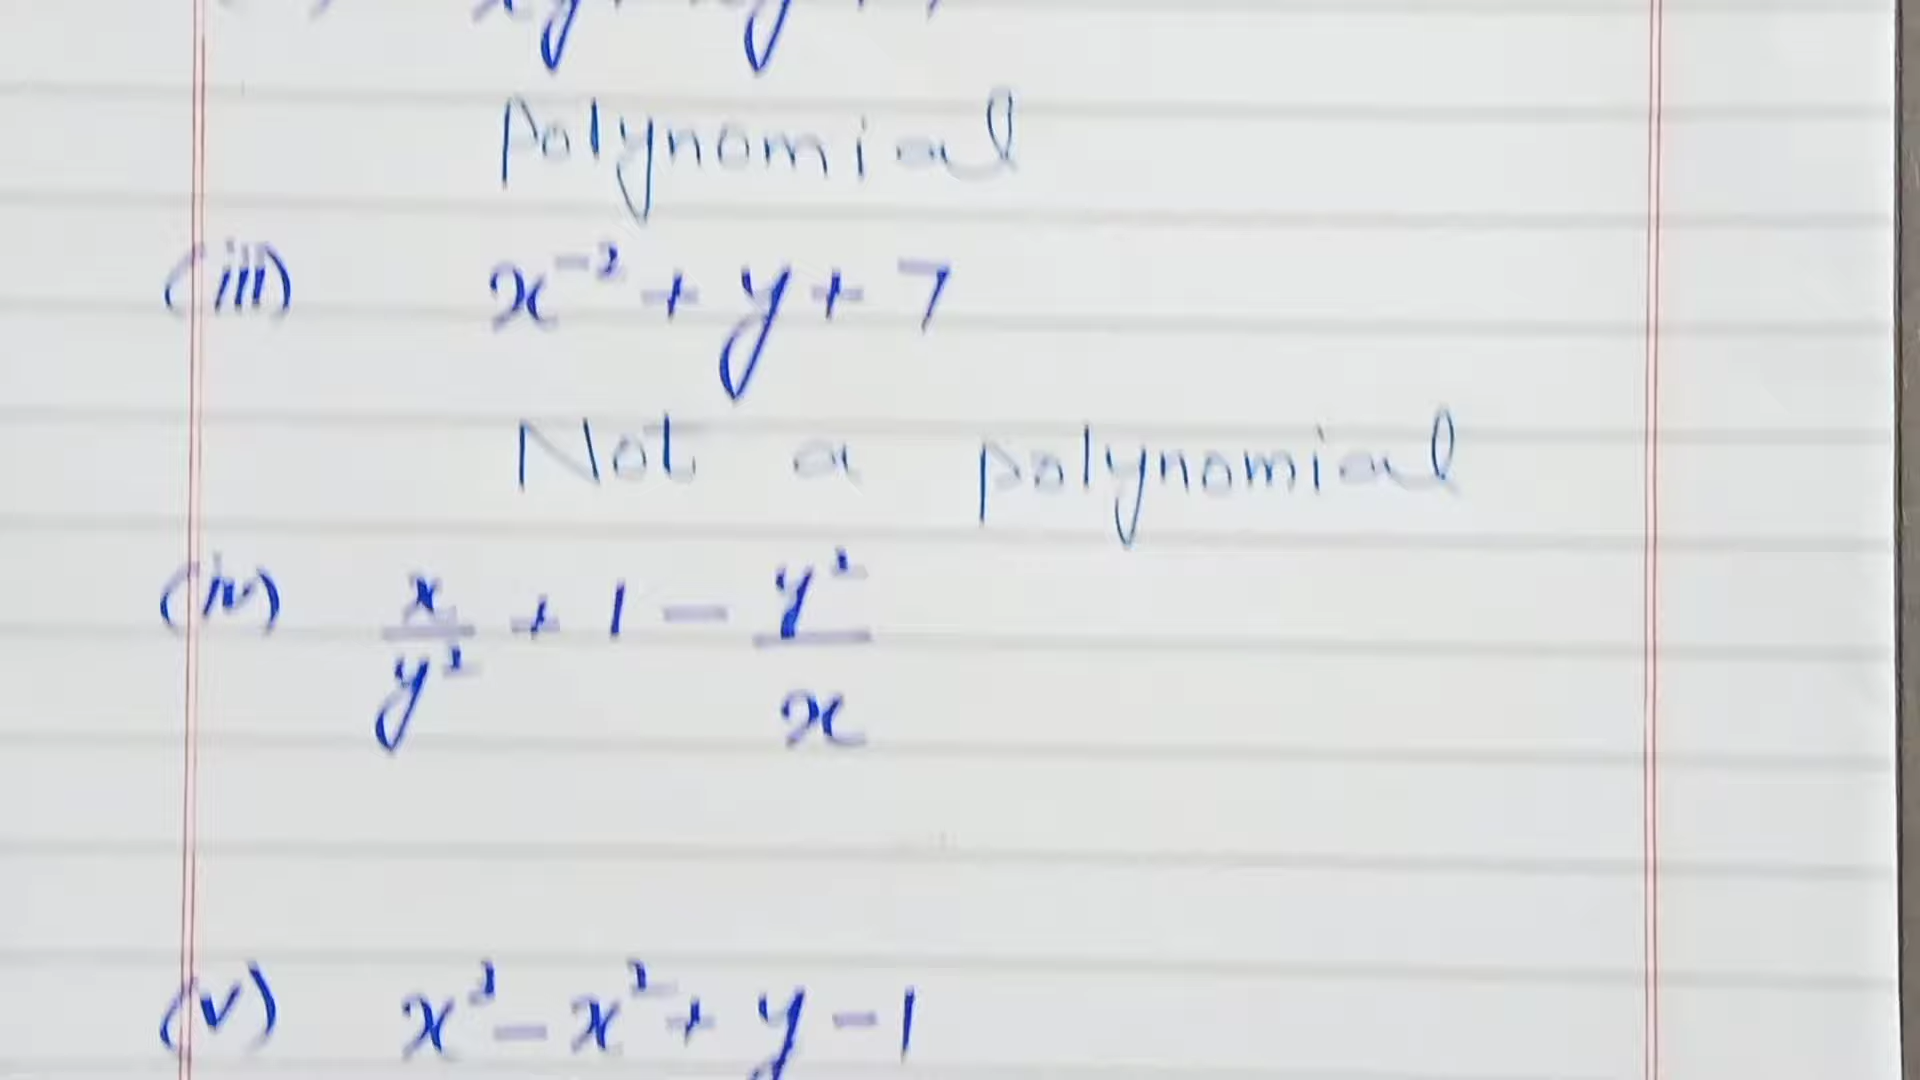 polynomial
(iii) x⁻² + y + 7
Not a polynomial
(iv) x/y² + 1 - y²/x
(v) x³ - x² + y - 1